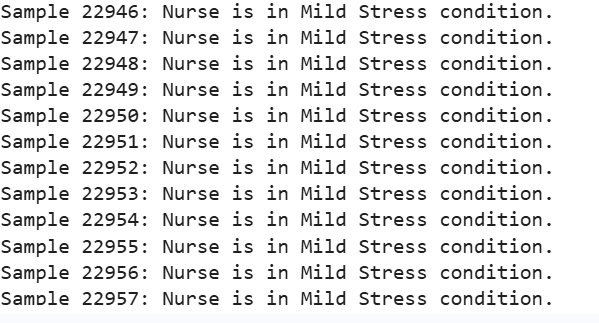 Sample 22946: Nurse is in Mild Stress condition.
Sample 22947: Nurse is in Mild Stress condition.
Sample 22948: Nurse is in Mild Stress condition.
Sample 22949: Nurse is in Mild Stress condition.
Sample 22950: Nurse is in Mild Stress condition.
Sample 22951: Nurse is in Mild Stress condition.
Sample 22952: Nurse is in Mild Stress condition.
Sample 22953: Nurse is in Mild Stress condition.
Sample 22954: Nurse is in Mild Stress condition.
Sample 22955: Nurse is in Mild Stress condition.
Sample 22956: Nurse is in Mild Stress condition.
Sample 22957: Nurse is in Mild Stress condition.